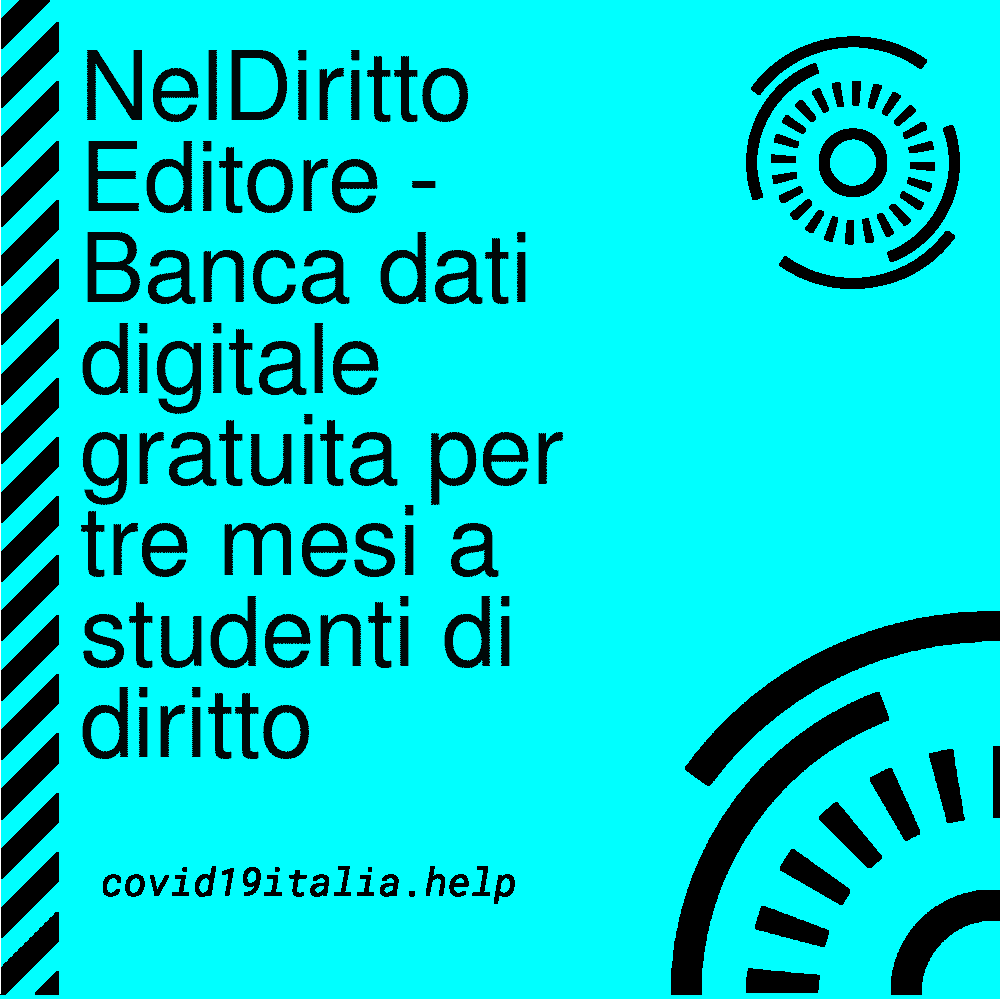 NelDiritto
Editore -
Banca dati
digitale
gratuita per
tre mesi a
studenti di
diritto
covid19italia.help